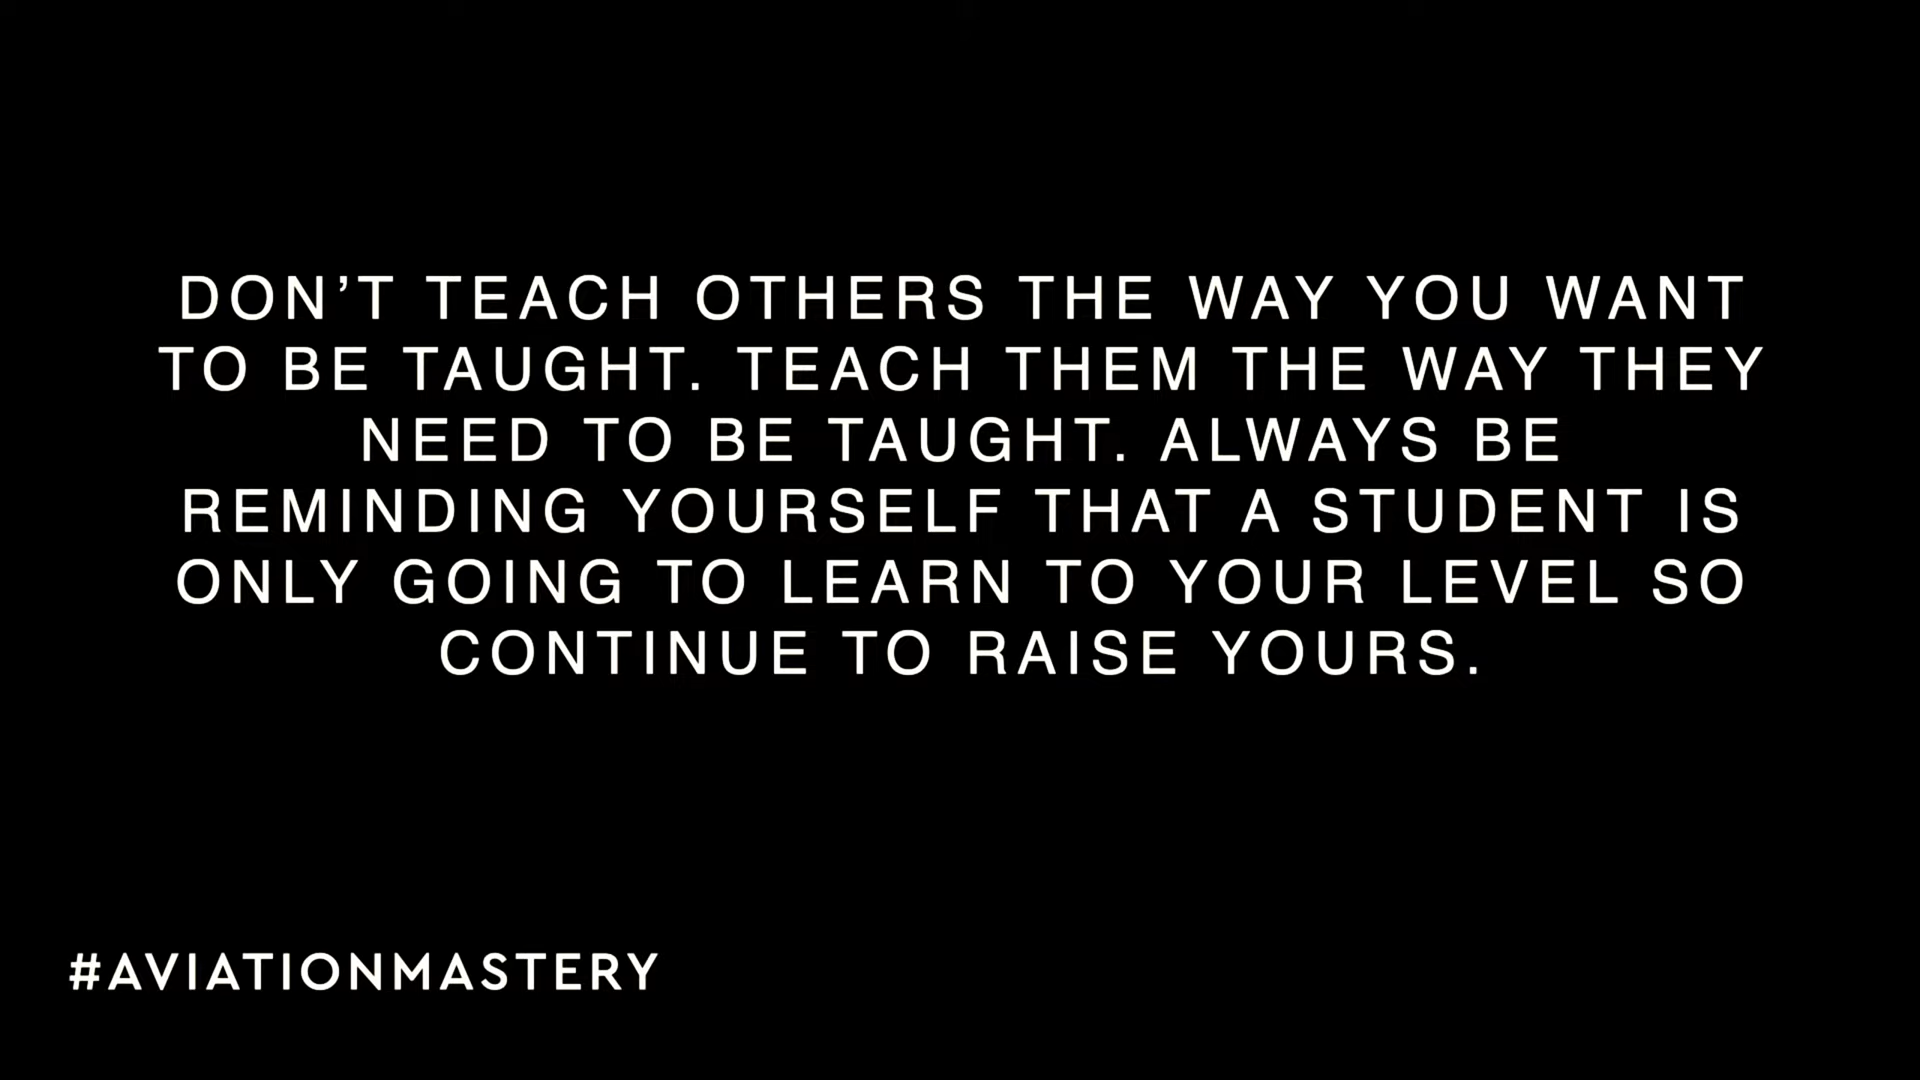 DON’T TEACH OTHERS THE WAY YOU WANT
TO BE TAUGHT. TEACH THEM THE WAY THEY
NEED TO BE TAUGHT. ALWAYS BE
REMINDING YOURSELF THAT A STUDENT IS
ONLY GOING TO LEARN TO YOUR LEVEL SO
CONTINUE TO RAISE YOURS.
#AVIATIONMASTERY